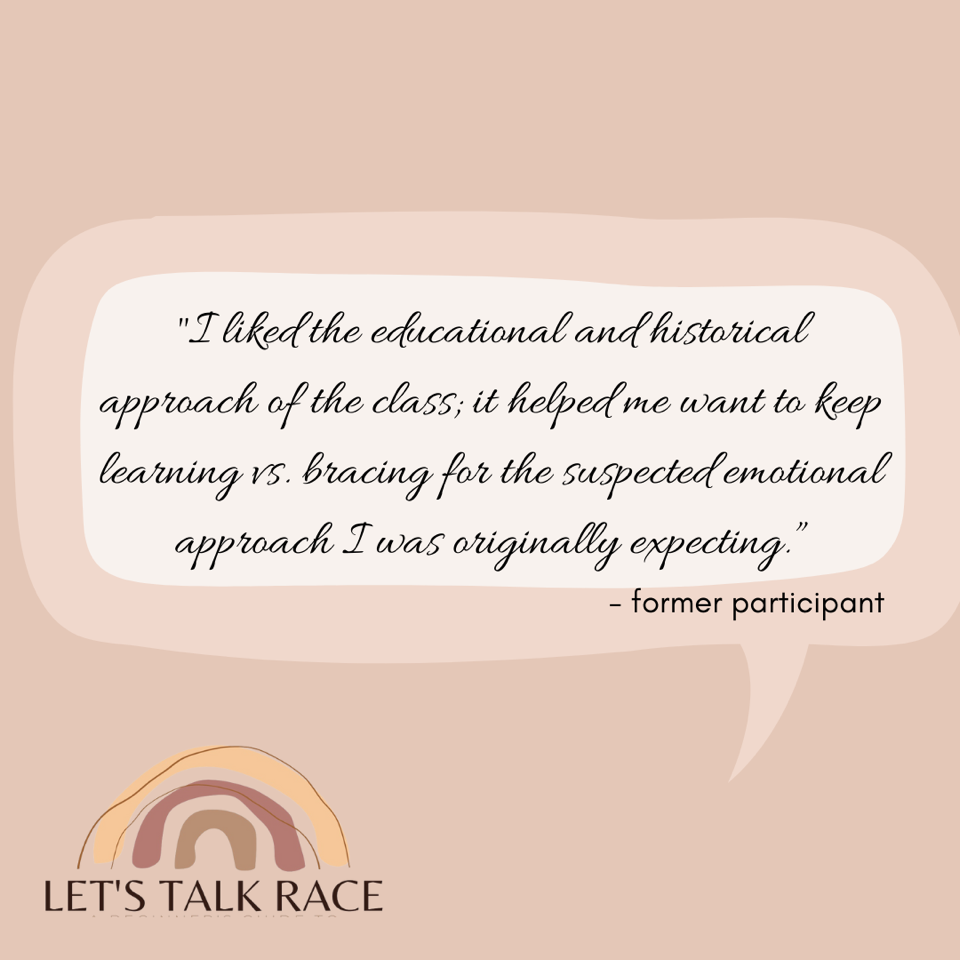 "I liked the educational and historical
approach of the class; it helped me want to keep
learning vs. bracing for the suspected emotional
approach I was originally expecting.”
- former participant
LET'S TALK RACE